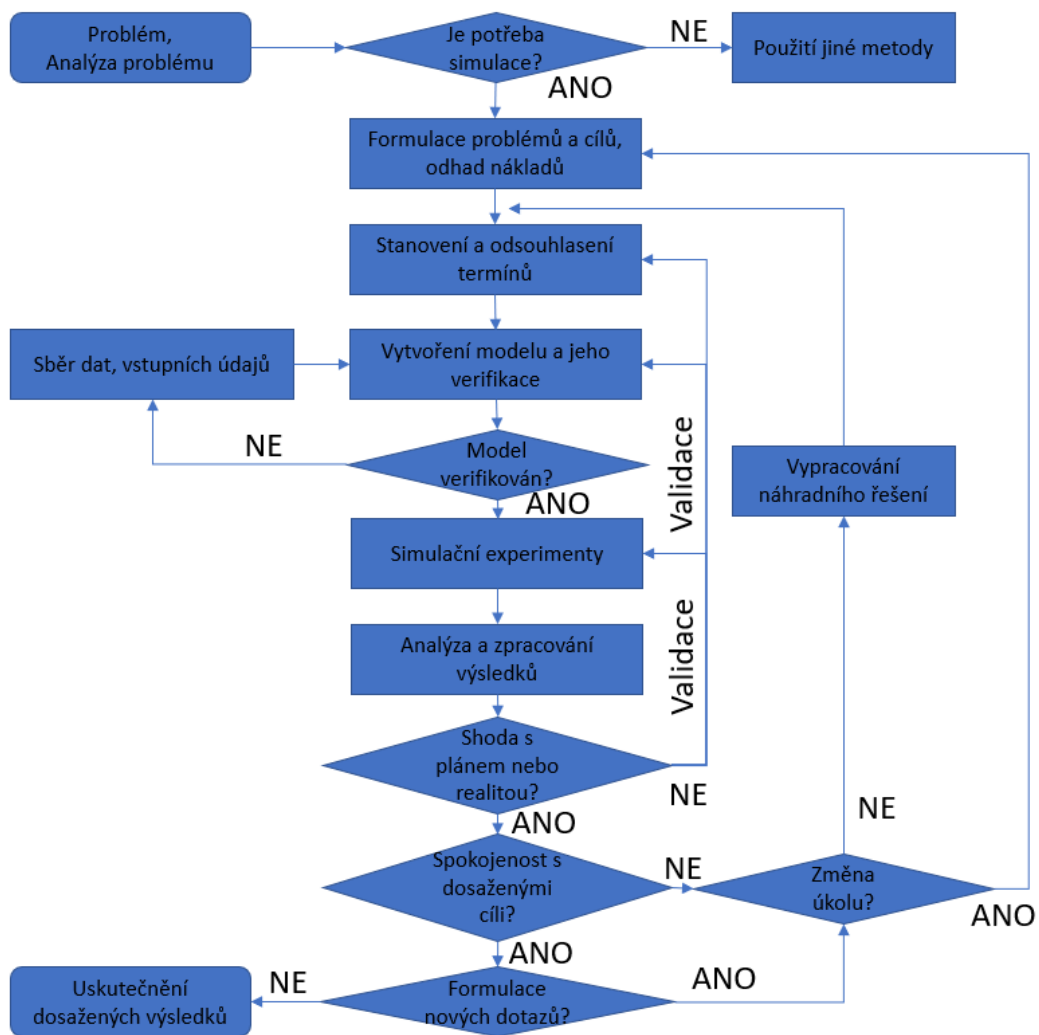 Problém,
Analýza problému
Je potřeba
simulace?
NE
Použití jiné metody
ANO
Formulace problémů a cílů,
odhad nákladů
Stanovení a odsouhlasení
termínů
Sběr dat, vstupních údajů
Vytvoření modelu a jeho
verifikace
NE
Model
verifikován?
ANO
Validace
Vypracování
náhradního řešení
Simulační experimenty
Analýza a zpracování
výsledků
Validace
Shoda s
plánem nebo
realitou?
NE
NE
ANO
Spokojenost s
dosaženými
cíli?
NE
Změna
úkolu?
ANO
ANO
Uskutečnění
dosažených výsledků
NE
Formulace
nových dotazů?
ANO